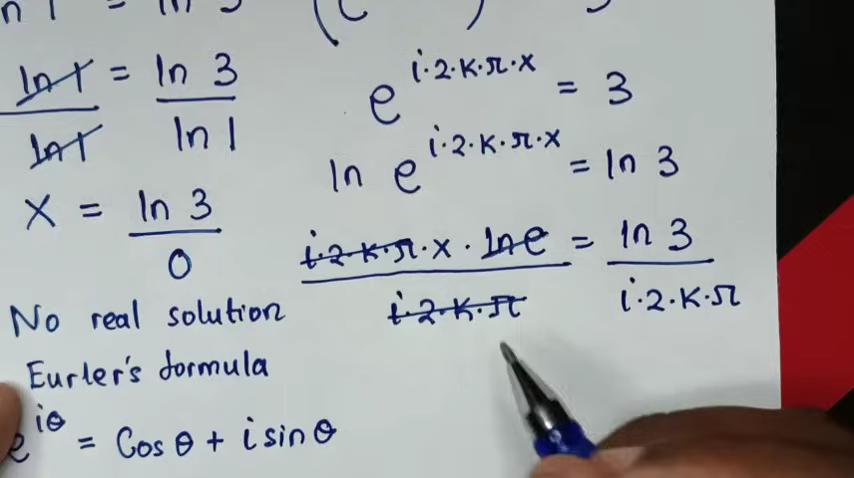 ln 1 = ln 3
ln 1 / ln 1 = ln 3 / ln 1
x = ln 3 / 0
No real solution
Eurler's formula
e^iθ = Cos θ + i sin θ
e^i·2·K·π·x = 3
ln e^i·2·K·π·x = ln 3
i·2·K·π·x·ln e / i·2·K·π = ln 3 / i·2·K·π